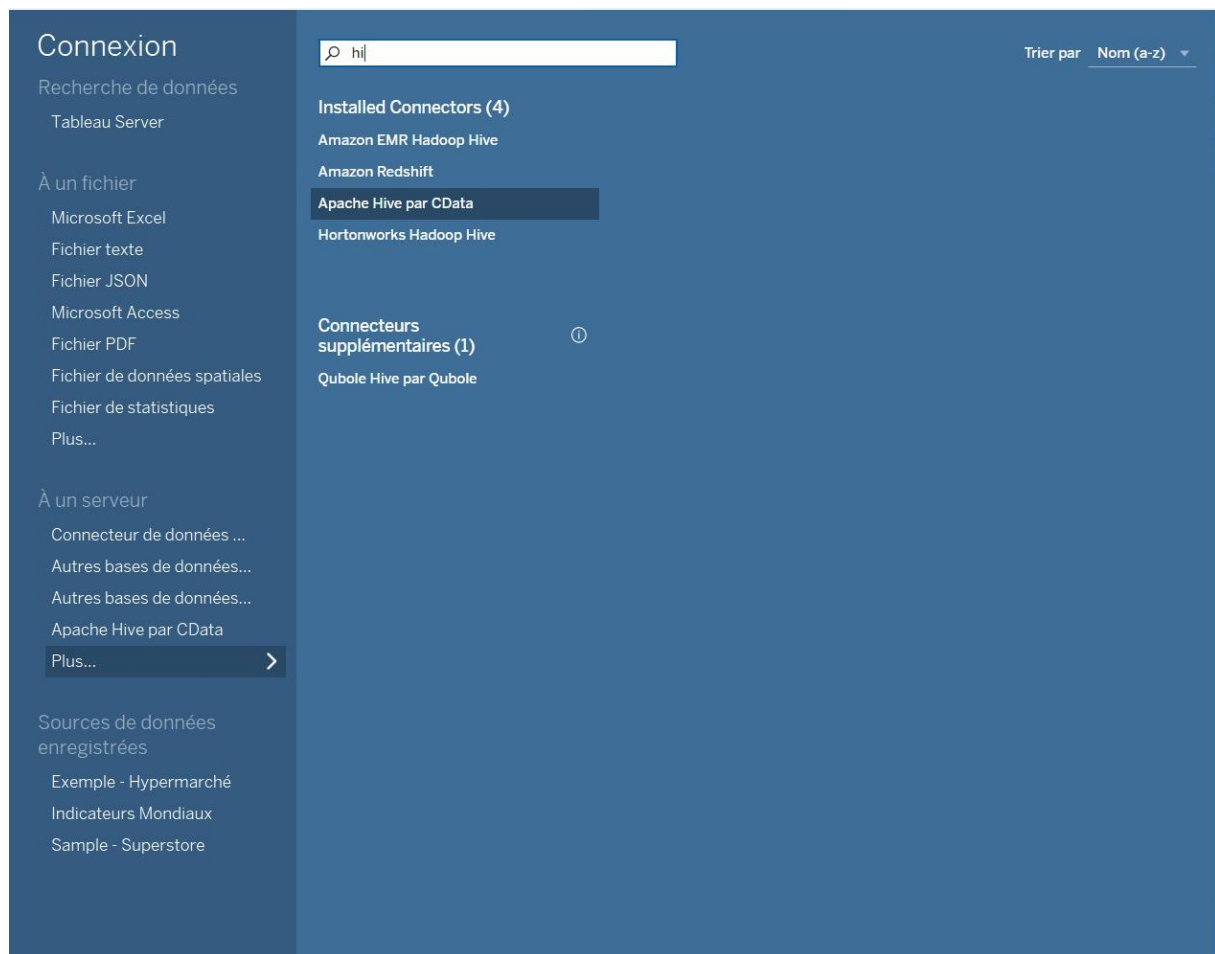 Connexion
Recherche de données
Tableau Server
À un fichier
Microsoft Excel
Fichier texte
Fichier JSON
Microsoft Access
Fichier PDF
Fichier de données spatiales
Fichier de statistiques
Plus...
À un serveur
Connecteur de données ...
Autres bases de données...
Autres bases de données...
Apache Hive par CData
Plus...
Sources de données
enregistrées
Exemple - Hypermarché
Indicateurs Mondiaux
Sample - Superstore
hi
Trier par Nom (a-z)
Installed Connectors (4)
Amazon EMR Hadoop Hive
Amazon Redshift
Apache Hive par CData
Hortonworks Hadoop Hive
Connecteurs
supplémentaires (1)
Qubole Hive par Qubole